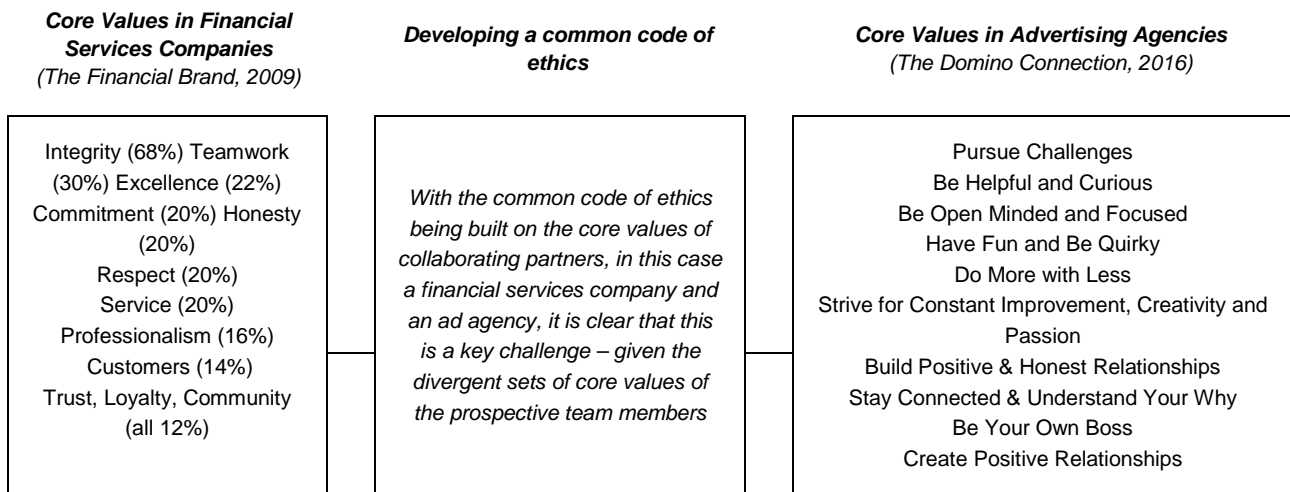 Core Values in Financial
Services Companies
(The Financial Brand, 2009)
Integrity (68%) Teamwork
(30%) Excellence (22%)
Commitment (20%) Honesty
(20%)
Respect (20%)
Service (20%)
Professionalism (16%)
Customers (14%)
Trust, Loyalty, Community
(all 12%)
Developing a common code of
ethics
With the common code of ethics
being built on the core values of
collaborating partners, in this case
a financial services company and
an ad agency, it is clear that this
is a key challenge – given the
divergent sets of core values of
the prospective team members
Core Values in Advertising Agencies
(The Domino Connection, 2016)
Pursue Challenges
Be Helpful and Curious
Be Open Minded and Focused
Have Fun and Be Quirky
Do More with Less
Strive for Constant Improvement, Creativity and
Passion
Build Positive & Honest Relationships
Stay Connected & Understand Your Why
Be Your Own Boss
Create Positive Relationships